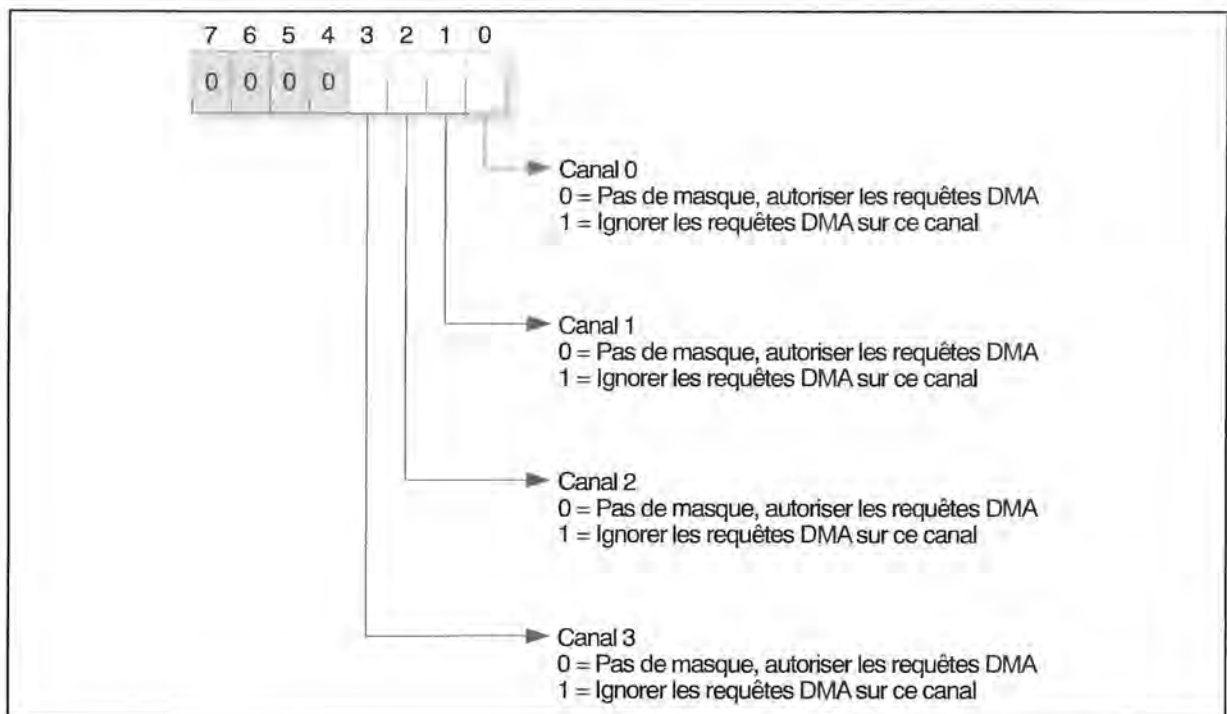 7 6 5 4 3 2 1 0
0 0 0 0
Canal 0
0 = Pas de masque, autoriser les requêtes DMA
1 = Ignorer les requêtes DMA sur ce canal
Canal 1
0 = Pas de masque, autoriser les requêtes DMA
1 = Ignorer les requêtes DMA sur ce canal
Canal 2
0 = Pas de masque, autoriser les requêtes DMA
1 = Ignorer les requêtes DMA sur ce canal
Canal 3
0 = Pas de masque, autoriser les requêtes DMA
1 = Ignorer les requêtes DMA sur ce canal